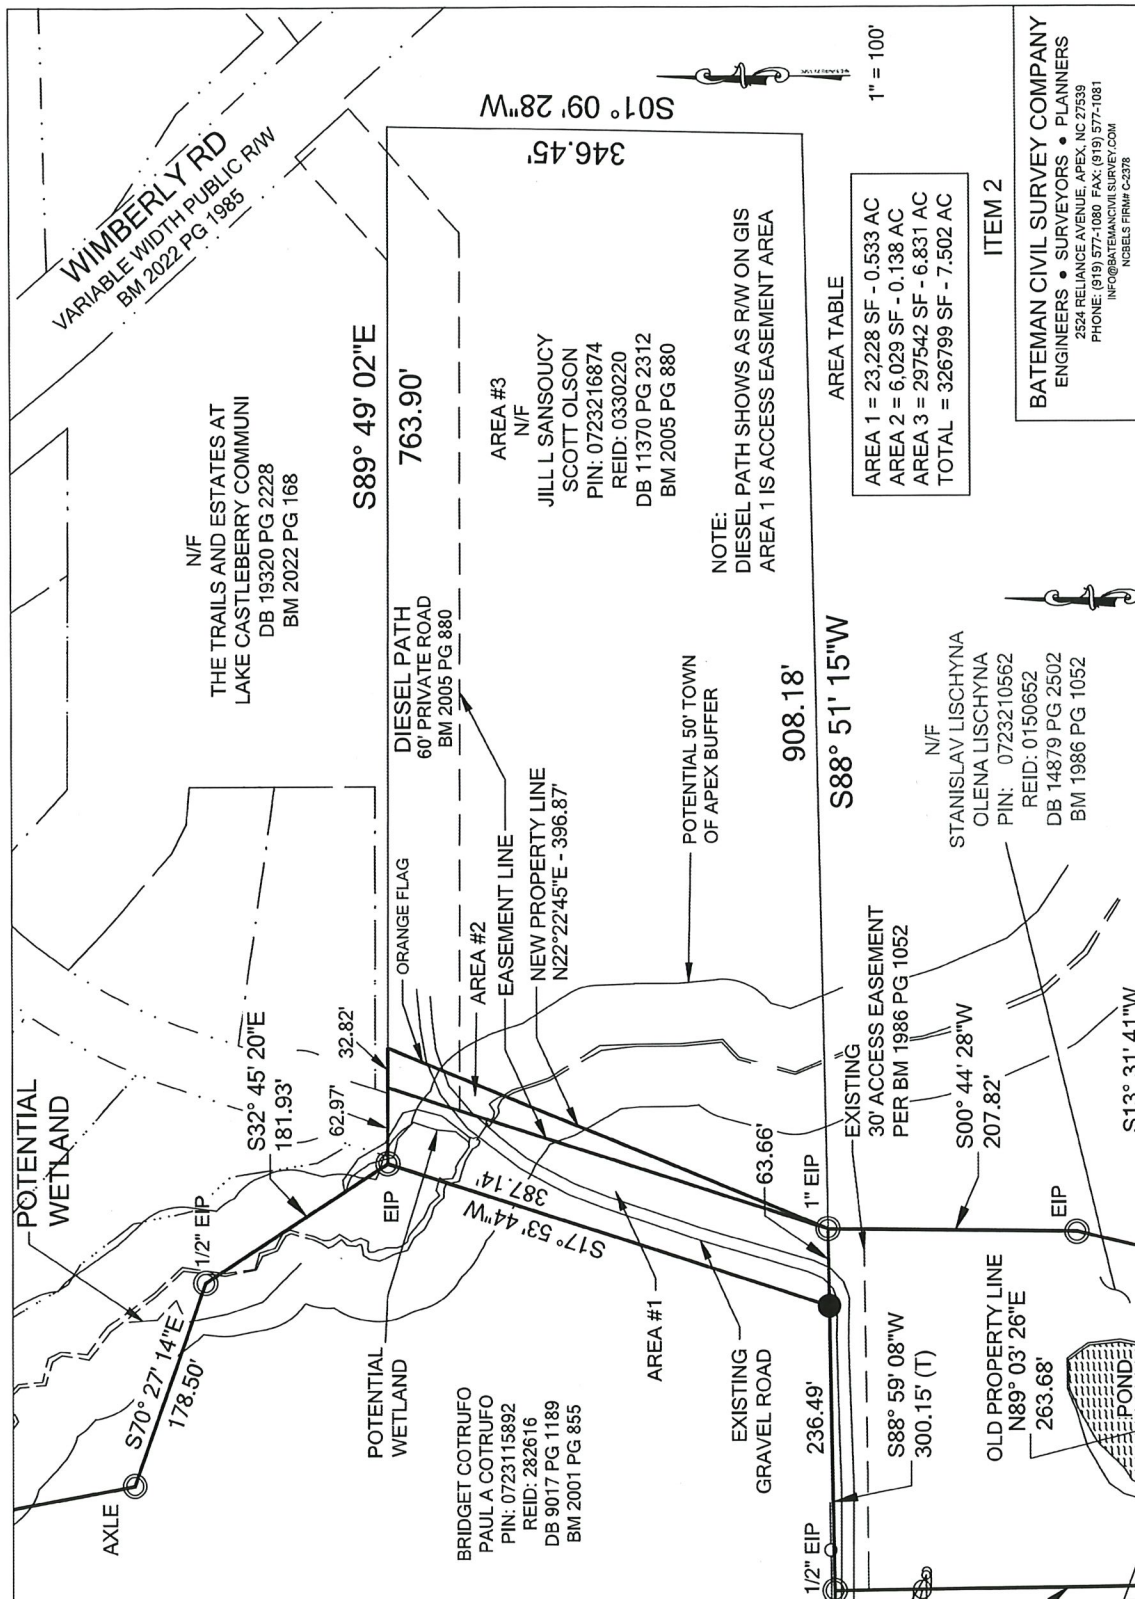 WIMBERLY RD
VARIABLE WIDTH PUBLIC R/W
BM 2022 PG 1985
N/F
THE TRAILS AND ESTATES AT
LAKE CASTLEBERRY COMMUNI
DB 19320 PG 2228
BM 2022 PG 168
POTENTIAL
WETLAND
S32° 45' 20"E
181.93'
1/2" EIP
S70° 27' 14"E
178.50'
AXLE
EIP
62.97'
32.82'
ORANGE FLAG
DIESEL PATH
60' PRIVATE ROAD
BM 2005 PG 880
S89° 49' 02"E
763.90'
S01° 09' 28"W
346.45'
AREA #3
N/F
JILL L SANSOUCY
SCOTT OLSON
PIN: 0723216874
REID: 0330220
DB 11370 PG 2312
BM 2005 PG 880
AREA #2
EASEMENT LINE
NEW PROPERTY LINE
N22°22'45"E - 396.87'
POTENTIAL
WETLAND
S17° 53' 44"W
387.14'
BRIDGET COTRUFO
PAUL A COTRUFO
PIN: 0723115892
REID: 282616
DB 9017 PG 1189
BM 2001 PG 855
AREA #1
EXISTING
GRAVEL ROAD
POTENTIAL 50' TOWN
OF APEX BUFFER
NOTE:
DIESEL PATH SHOWS AS R/W ON GIS
AREA 1 IS ACCESS EASEMENT AREA
908.18'
S88° 51' 15"W
63.66'
1" EIP
236.49'
1/2" EIP
EXISTING
30' ACCESS EASEMENT
PER BM 1986 PG 1052
S88° 59' 08"W
300.15' (T)
S00° 44' 28"W
207.82'
EIP
OLD PROPERTY LINE
N89° 03' 26"E
263.68'
POND
S13° 31' 41"W
N/F
STANISLAV LISCHYNA
OLENA LISCHYNA
PIN: 0723210562
REID: 0150652
DB 14879 PG 2502
BM 1986 PG 1052
AREA TABLE
AREA 1 = 23,228 SF - 0.533 AC
AREA 2 = 6,029 SF - 0.138 AC
AREA 3 = 297542 SF - 6.831 AC
TOTAL = 326799 SF - 7.502 AC
1" = 100'
ITEM 2
BATEMAN CIVIL SURVEY COMPANY
ENGINEERS • SURVEYORS • PLANNERS
2524 RELIANCE AVENUE, APEX, NC 27539
PHONE: (919) 577-1080 FAX: (919) 577-1081
INFO@BATEMANCIVILSURVEY.COM
NCBELS FIRM# C-2378